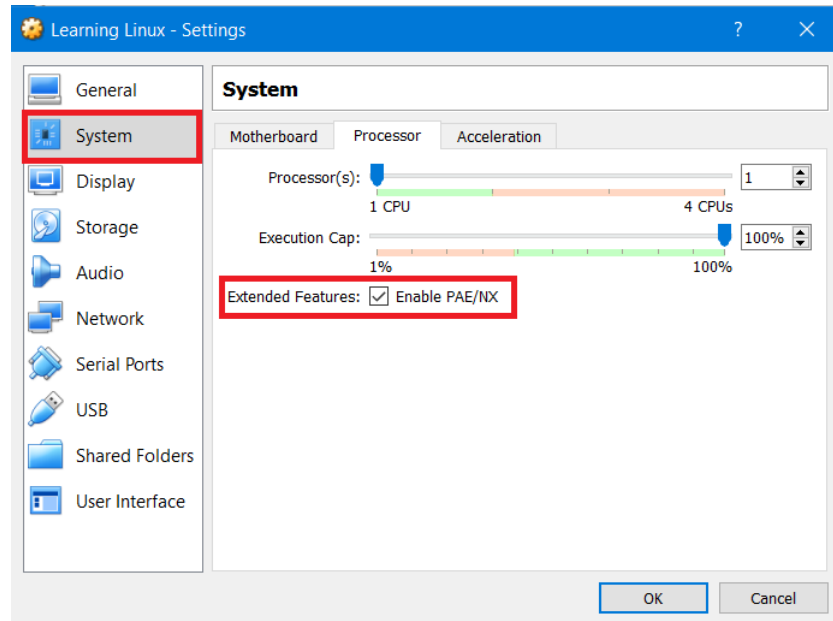 Learning Linux - Settings ? ×
General
System
Display
Storage
Audio
Network
Serial Ports
USB
Shared Folders
User Interface
System
Motherboard Processor Acceleration
Processor(s): 1
1 CPU 4 CPUs
Execution Cap: 100%
1% 100%
Extended Features: Enable PAE/NX
OK Cancel